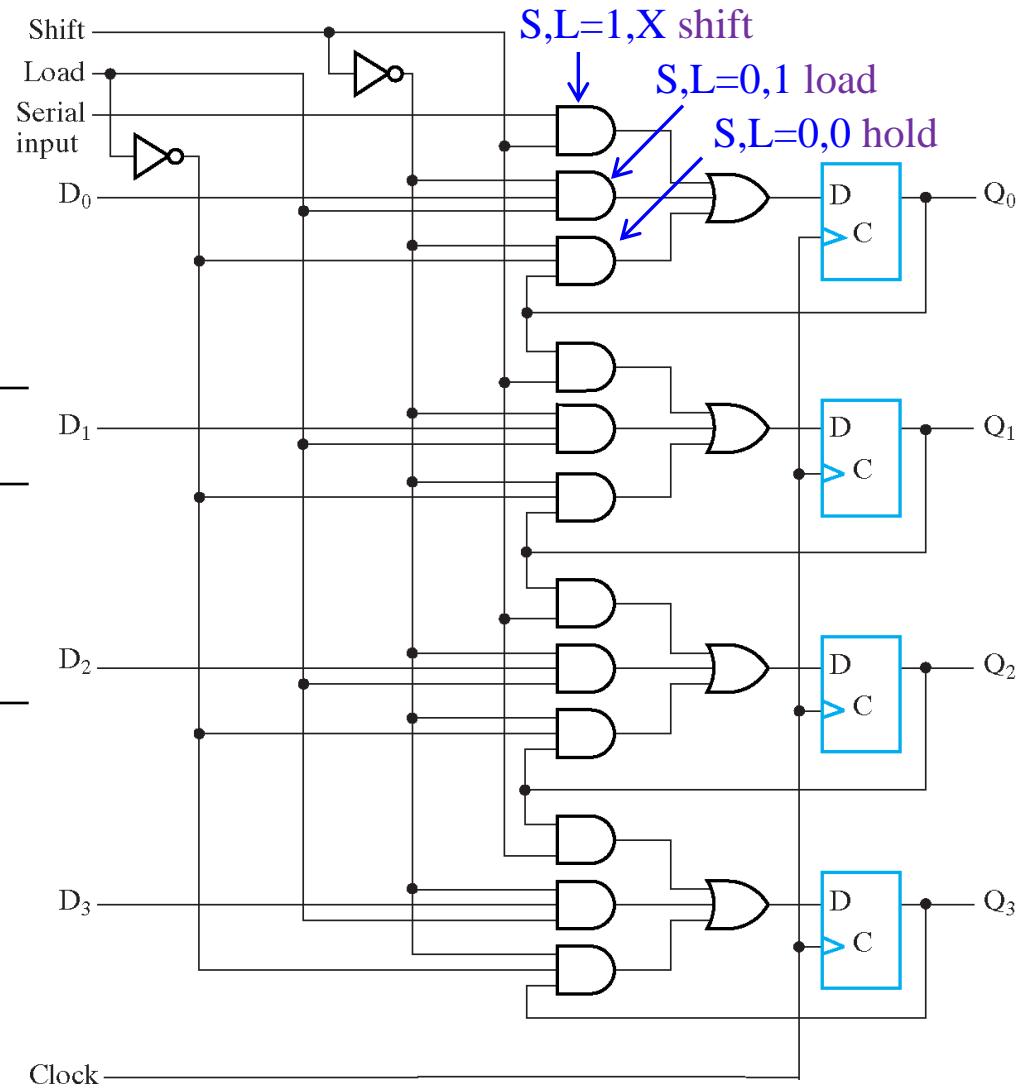 S,L=1,X shift
Shift
Load
S,L=0,1 load
Serial
input
S,L=0,0 hold
D₀
D
Q₀
C
D₁
D
Q₁
C
D₂
D
Q₂
C
D₃
D
Q₃
C
Clock